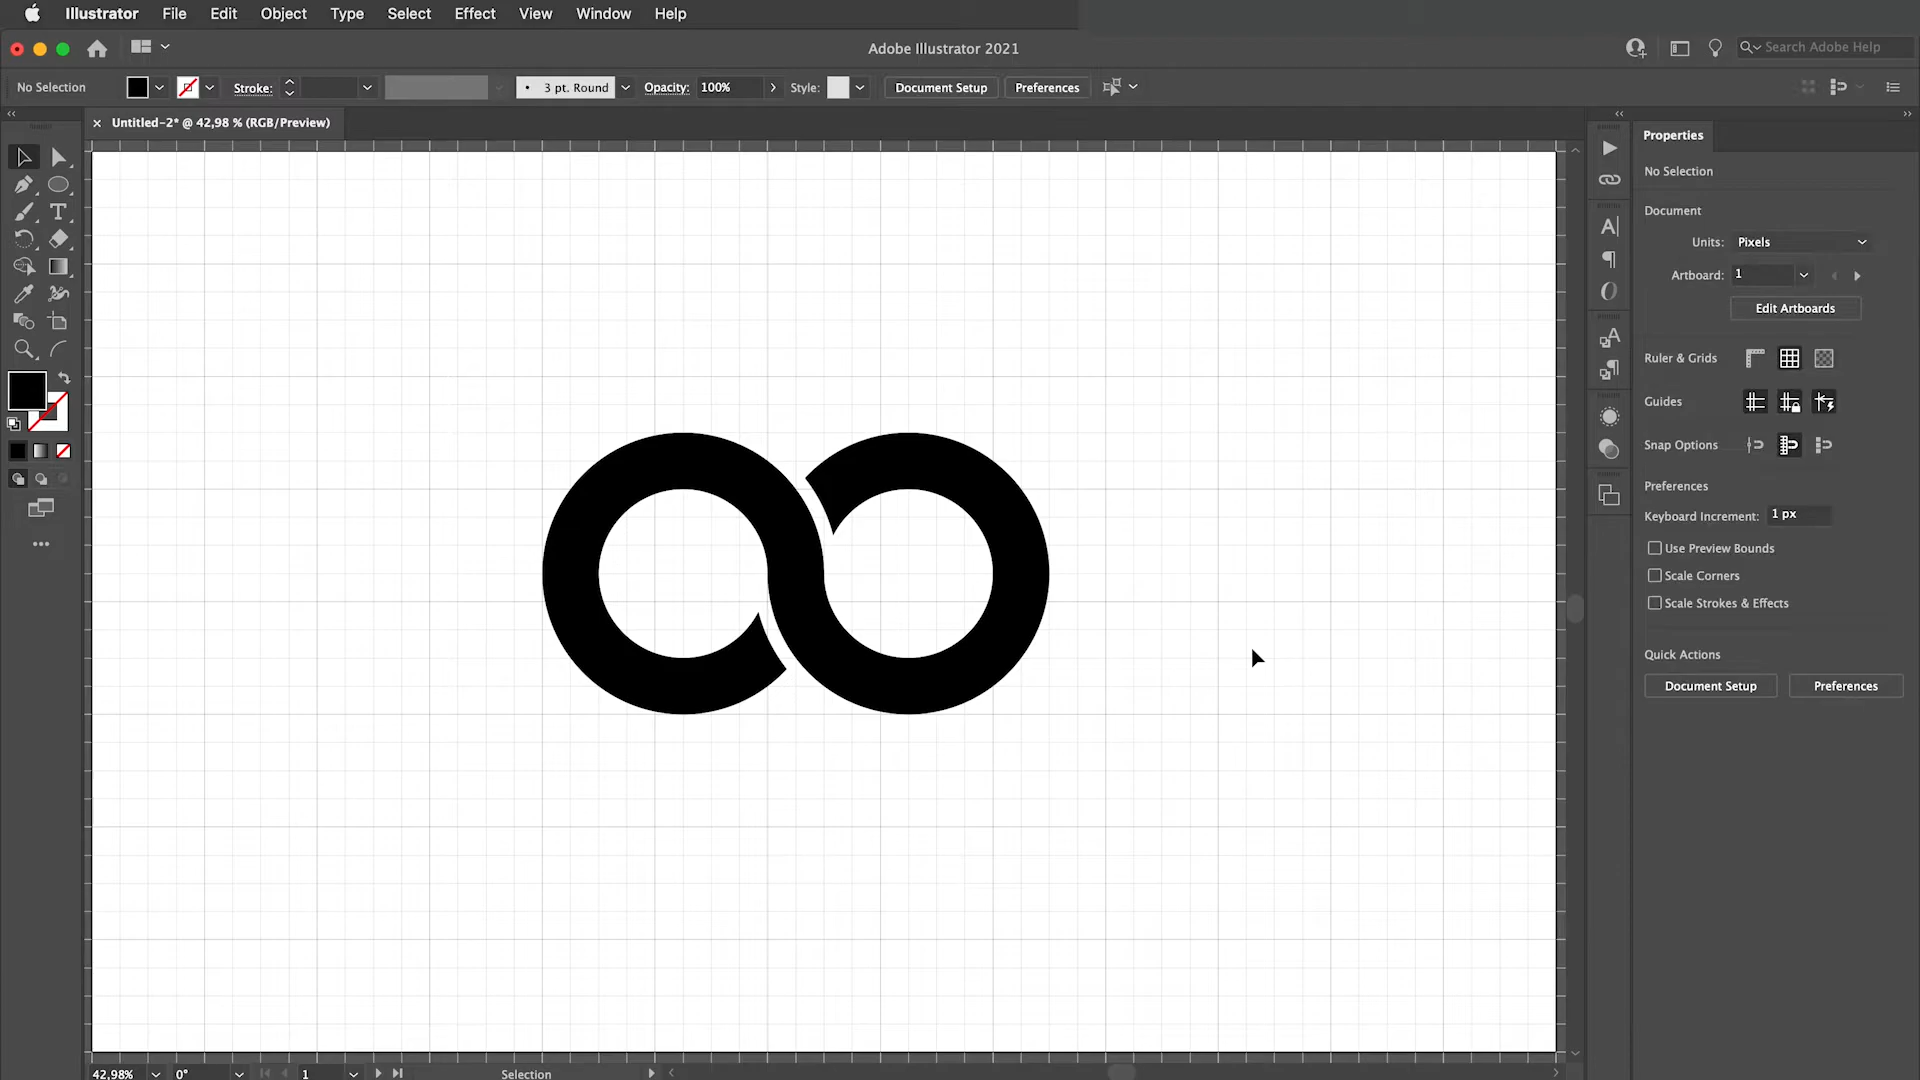 Illustrator File Edit Object Type Select Effect View Window Help
Adobe Illustrator 2021
Search Adobe Help
No Selection
Stroke:
3 pt. Round
Opacity: 100%
Style:
Document Setup
Preferences
Untitled-2* @ 42,98 % (RGB/Preview)
Properties
No Selection
Document
Units: Pixels
Artboard: 1
Edit Artboards
Ruler & Grids
Guides
Snap Options
Preferences
Keyboard Increment: 1 px
Use Preview Bounds
Scale Corners
Scale Strokes & Effects
Quick Actions
Document Setup
Preferences
42,98% 0° 1 Selection